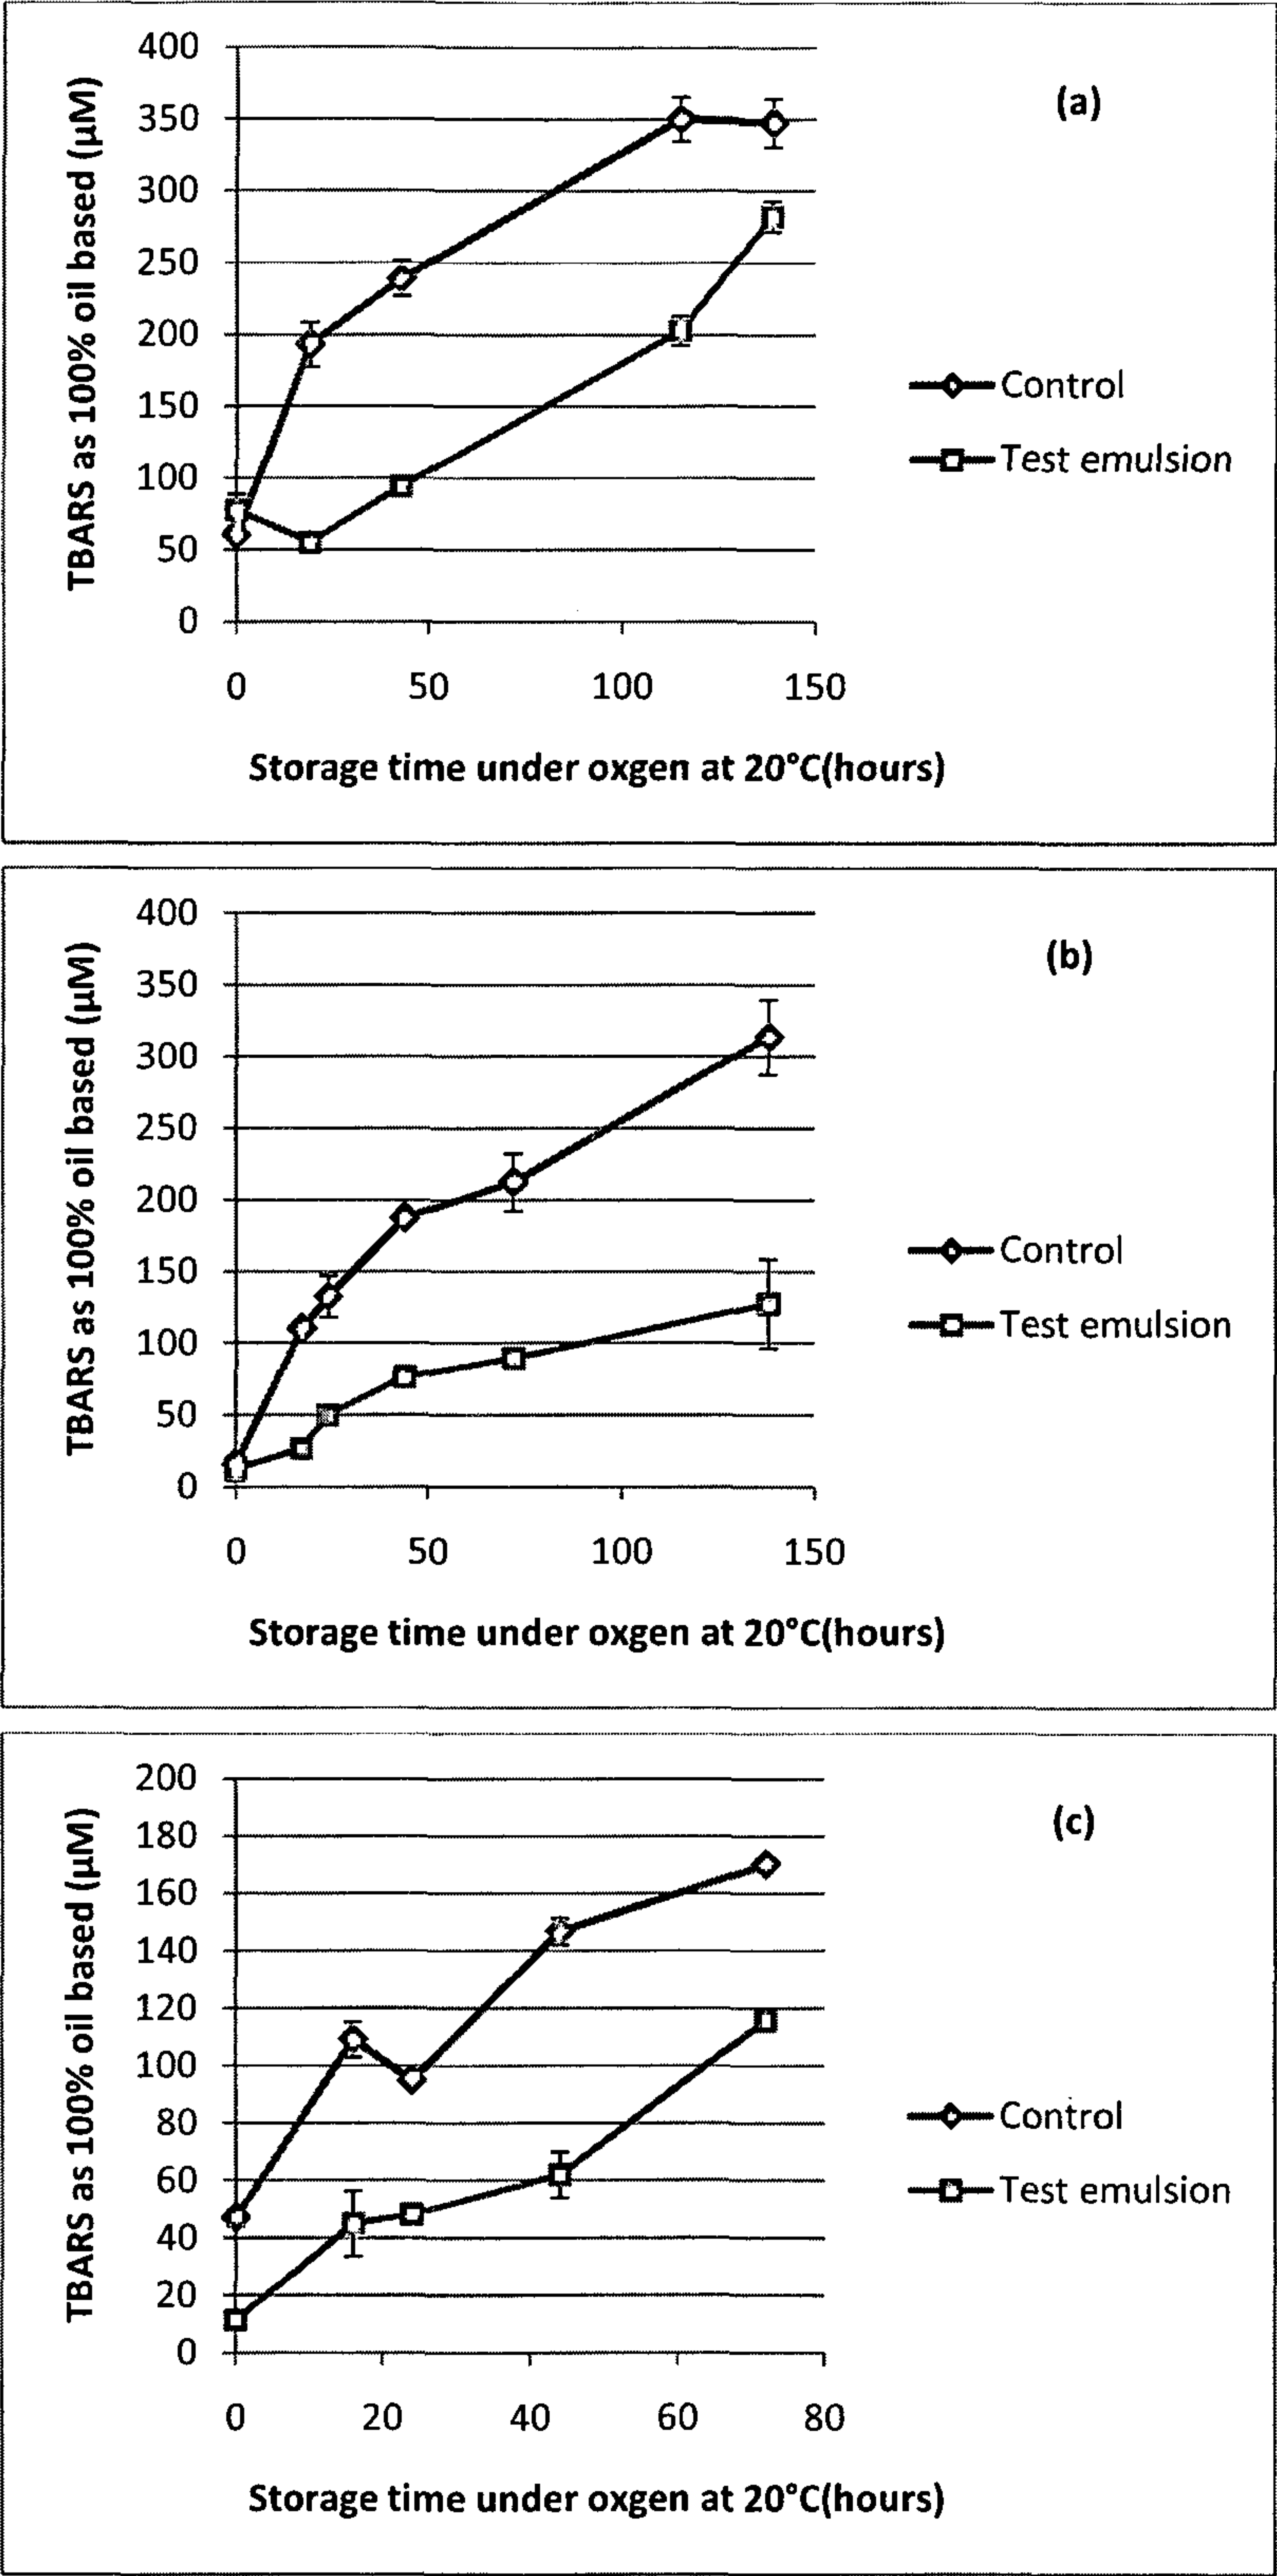 (a)
TBARS as 100% oil based (µM)
400
350
300
250
200
150
100
50
0
0 50 100 150
Storage time under oxgen at 20°C(hours)
Control
Test emulsion
(b)
TBARS as 100% oil based (µM)
400
350
300
250
200
150
100
50
0
0 50 100 150
Storage time under oxgen at 20°C(hours)
Control
Test emulsion
(c)
TBARS as 100% oil based (µM)
200
180
160
140
120
100
80
60
40
20
0
0 20 40 60 80
Storage time under oxgen at 20°C(hours)
Control
Test emulsion